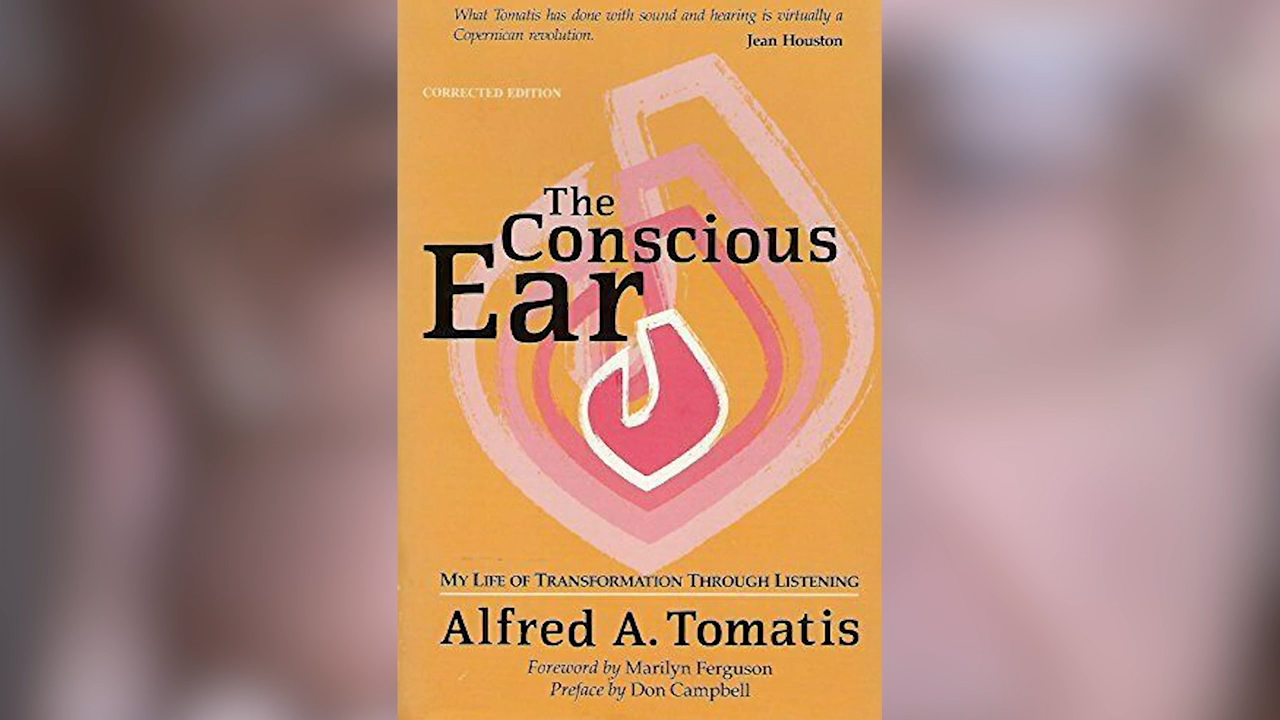 What Tomatis has done with sound and hearing is virtually a
Copernican revolution.
Jean Houston
CORRECTED EDITION
The
Conscious
Ear
MY LIFE OF TRANSFORMATION THROUGH LISTENING
Alfred A. Tomatis
Foreword by Marilyn Ferguson
Preface by Don Campbell